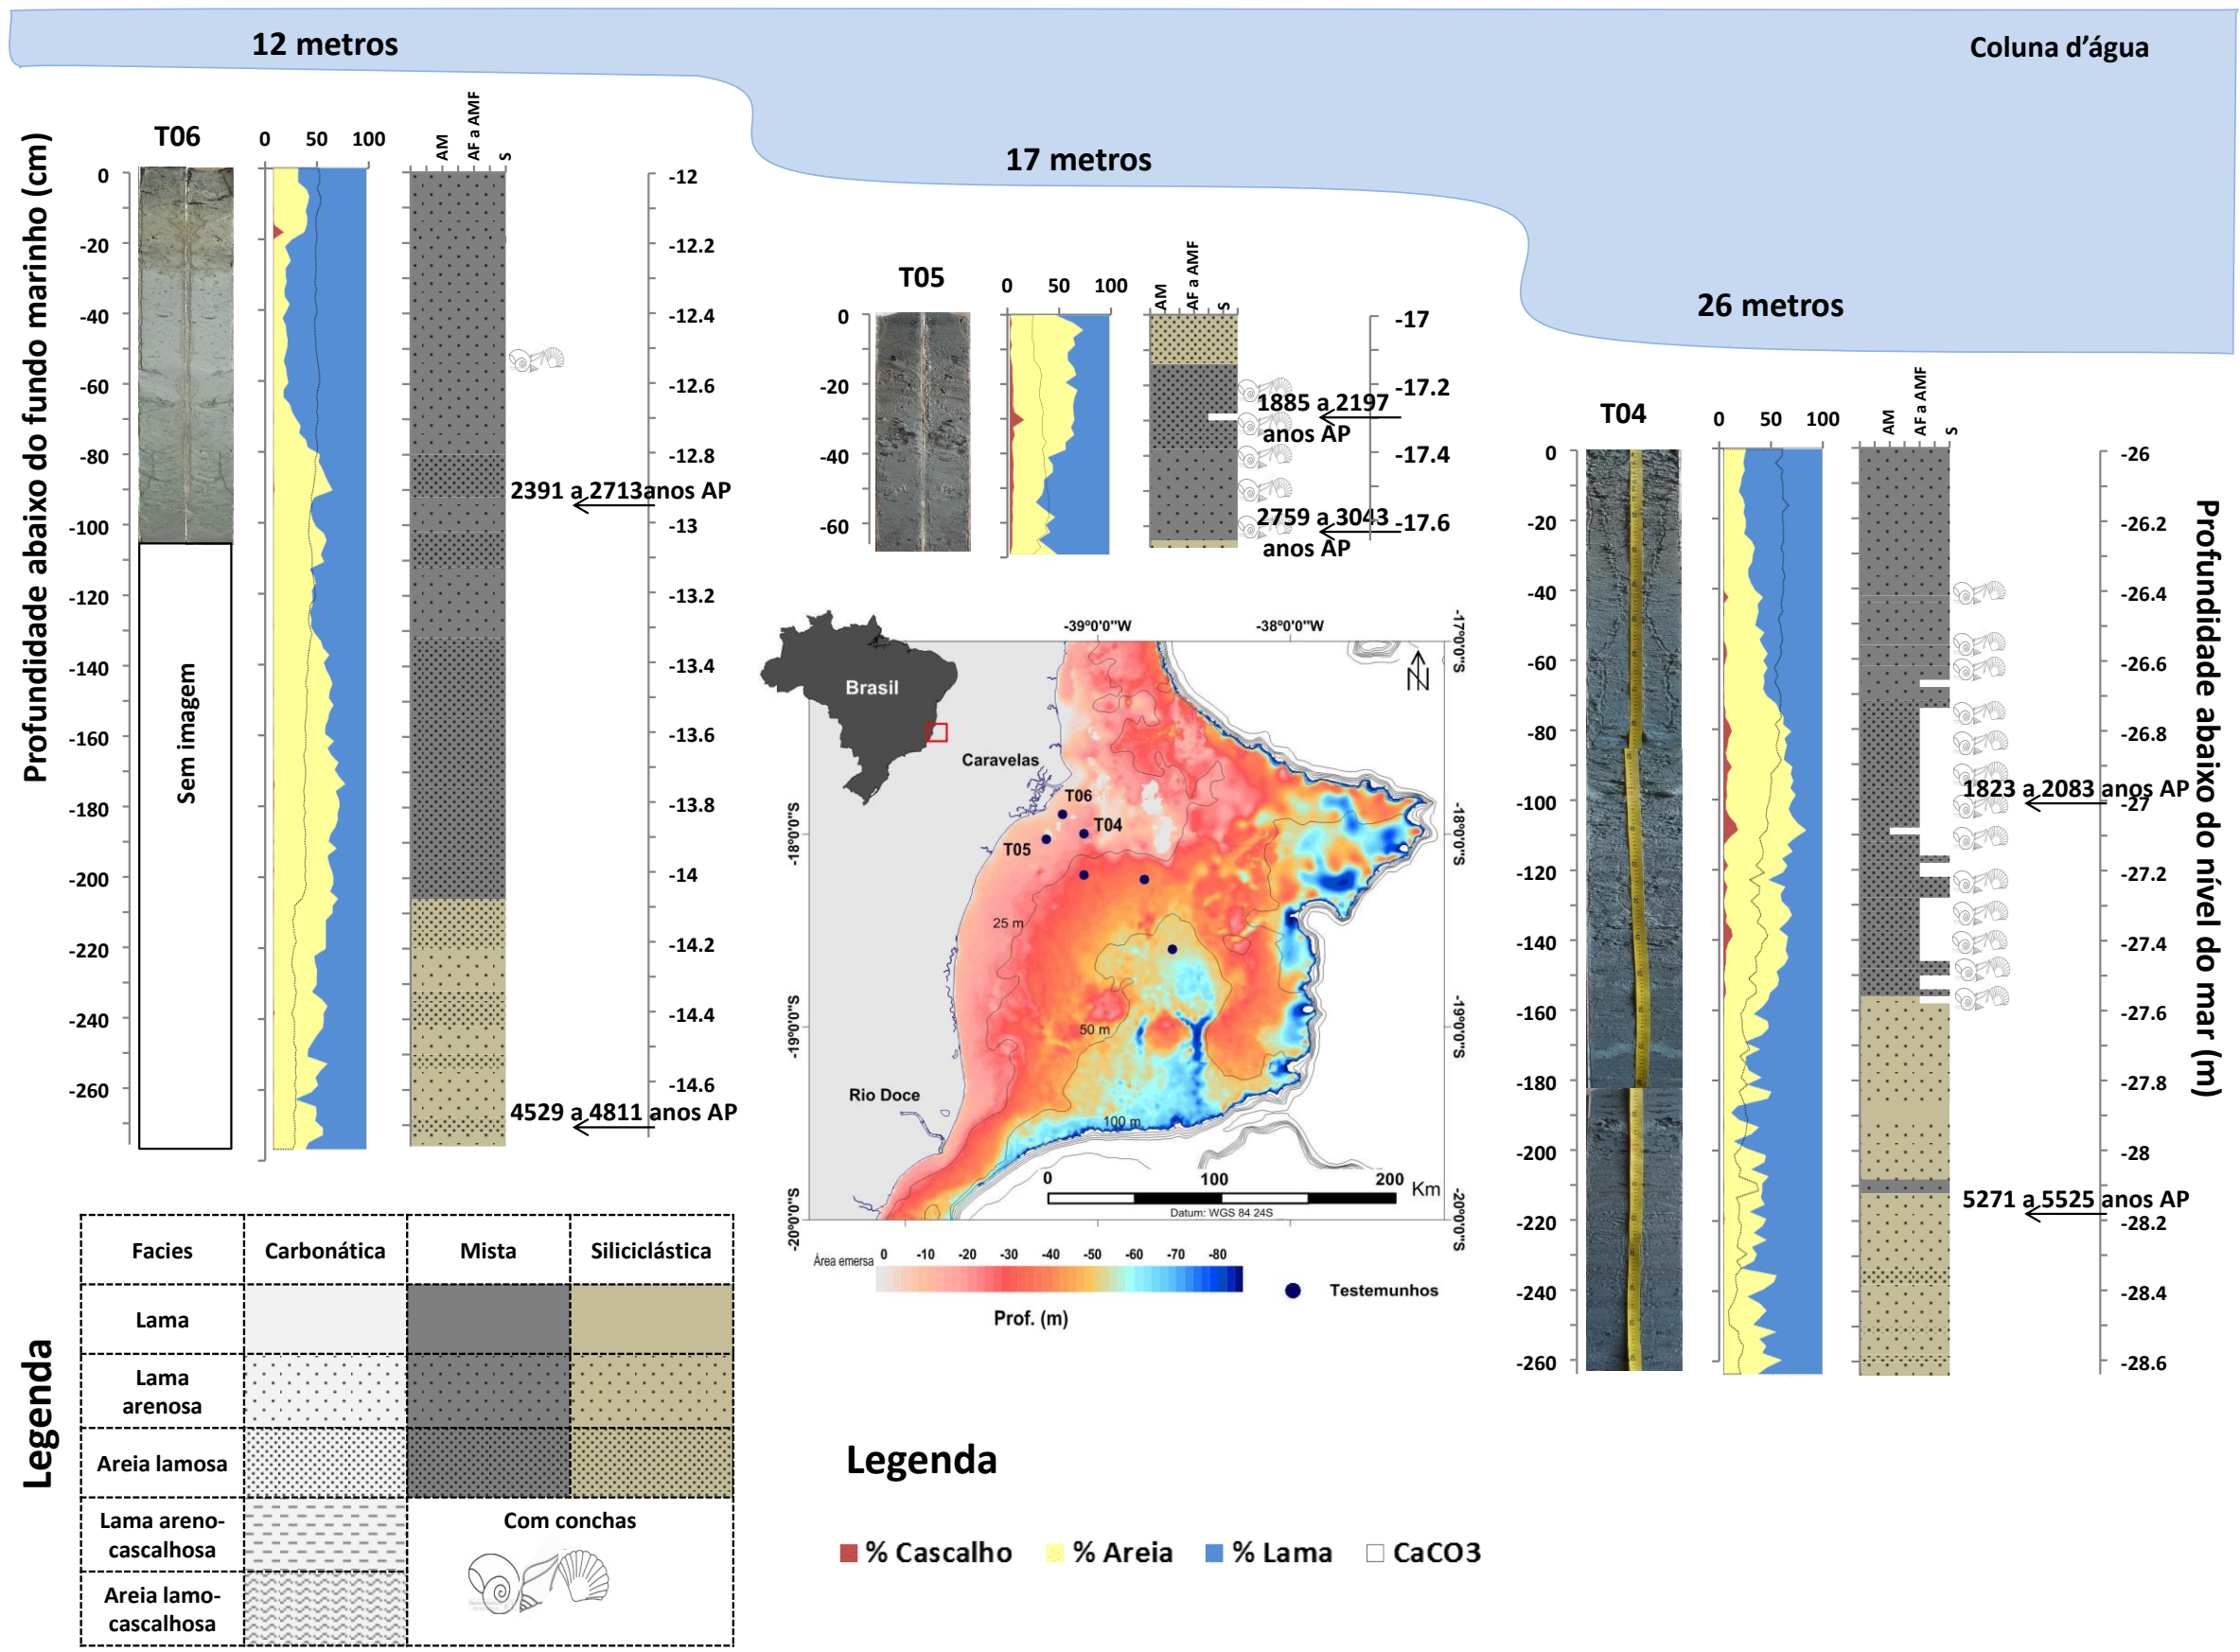 12 metros
Coluna d'água
17 metros
26 metros
Profundidade abaixo do fundo marinho (cm)
T06
0 50 100
AM
AF a AMF
S
0
-20
-40
-60
-80
-100
-120
-140
-160
-180
-200
-220
-240
-260
Sem imagem
-12
-12.2
-12.4
-12.6
-12.8
-13
-13.2
-13.4
-13.6
-13.8
-14
-14.2
-14.4
-14.6
2391 a 2713anos AP
4529 a 4811 anos AP
T05
0 50 100
AM
AF a AMF
S
0
-20
-40
-60
-17
-17.2
-17.4
-17.6
1885 a 2197
anos AP
2759 a 3043
anos AP
T04
0 50 100
AM
AF a AMF
S
0
-20
-40
-60
-80
-100
-120
-140
-160
-180
-200
-220
-240
-260
-26
-26.2
-26.4
-26.6
-26.8
-27
-27.2
-27.4
-27.6
-27.8
-28
-28.2
-28.4
-28.6
1823 a 2083 anos AP
5271 a 5525 anos AP
Profundidade abaixo do nível do mar (m)
-39°0'0"W -38°0'0"W
-17°0'0"S
-18°0'0"S
-19°0'0"S
-20°0'0"S
-18°0'0"S
-19°0'0"S
-20°0'0"S
N
Brasil
Caravelas
T06
T04
T05
25 m
50 m
Rio Doce
100 m
0 100 200 Km
Datum: WGS 84 24S
Área emersa 0 -10 -20 -30 -40 -50 -60 -70 -80
Prof. (m)
Testemunhos
Legenda
Facies Carbonática Mista Siliciclástica
Lama
Lama
arenosa
Areia lamosa
Lama areno-
cascalhosa
Com conchas
Areia lamo-
cascalhosa
Legenda
% Cascalho % Areia % Lama CaCO3